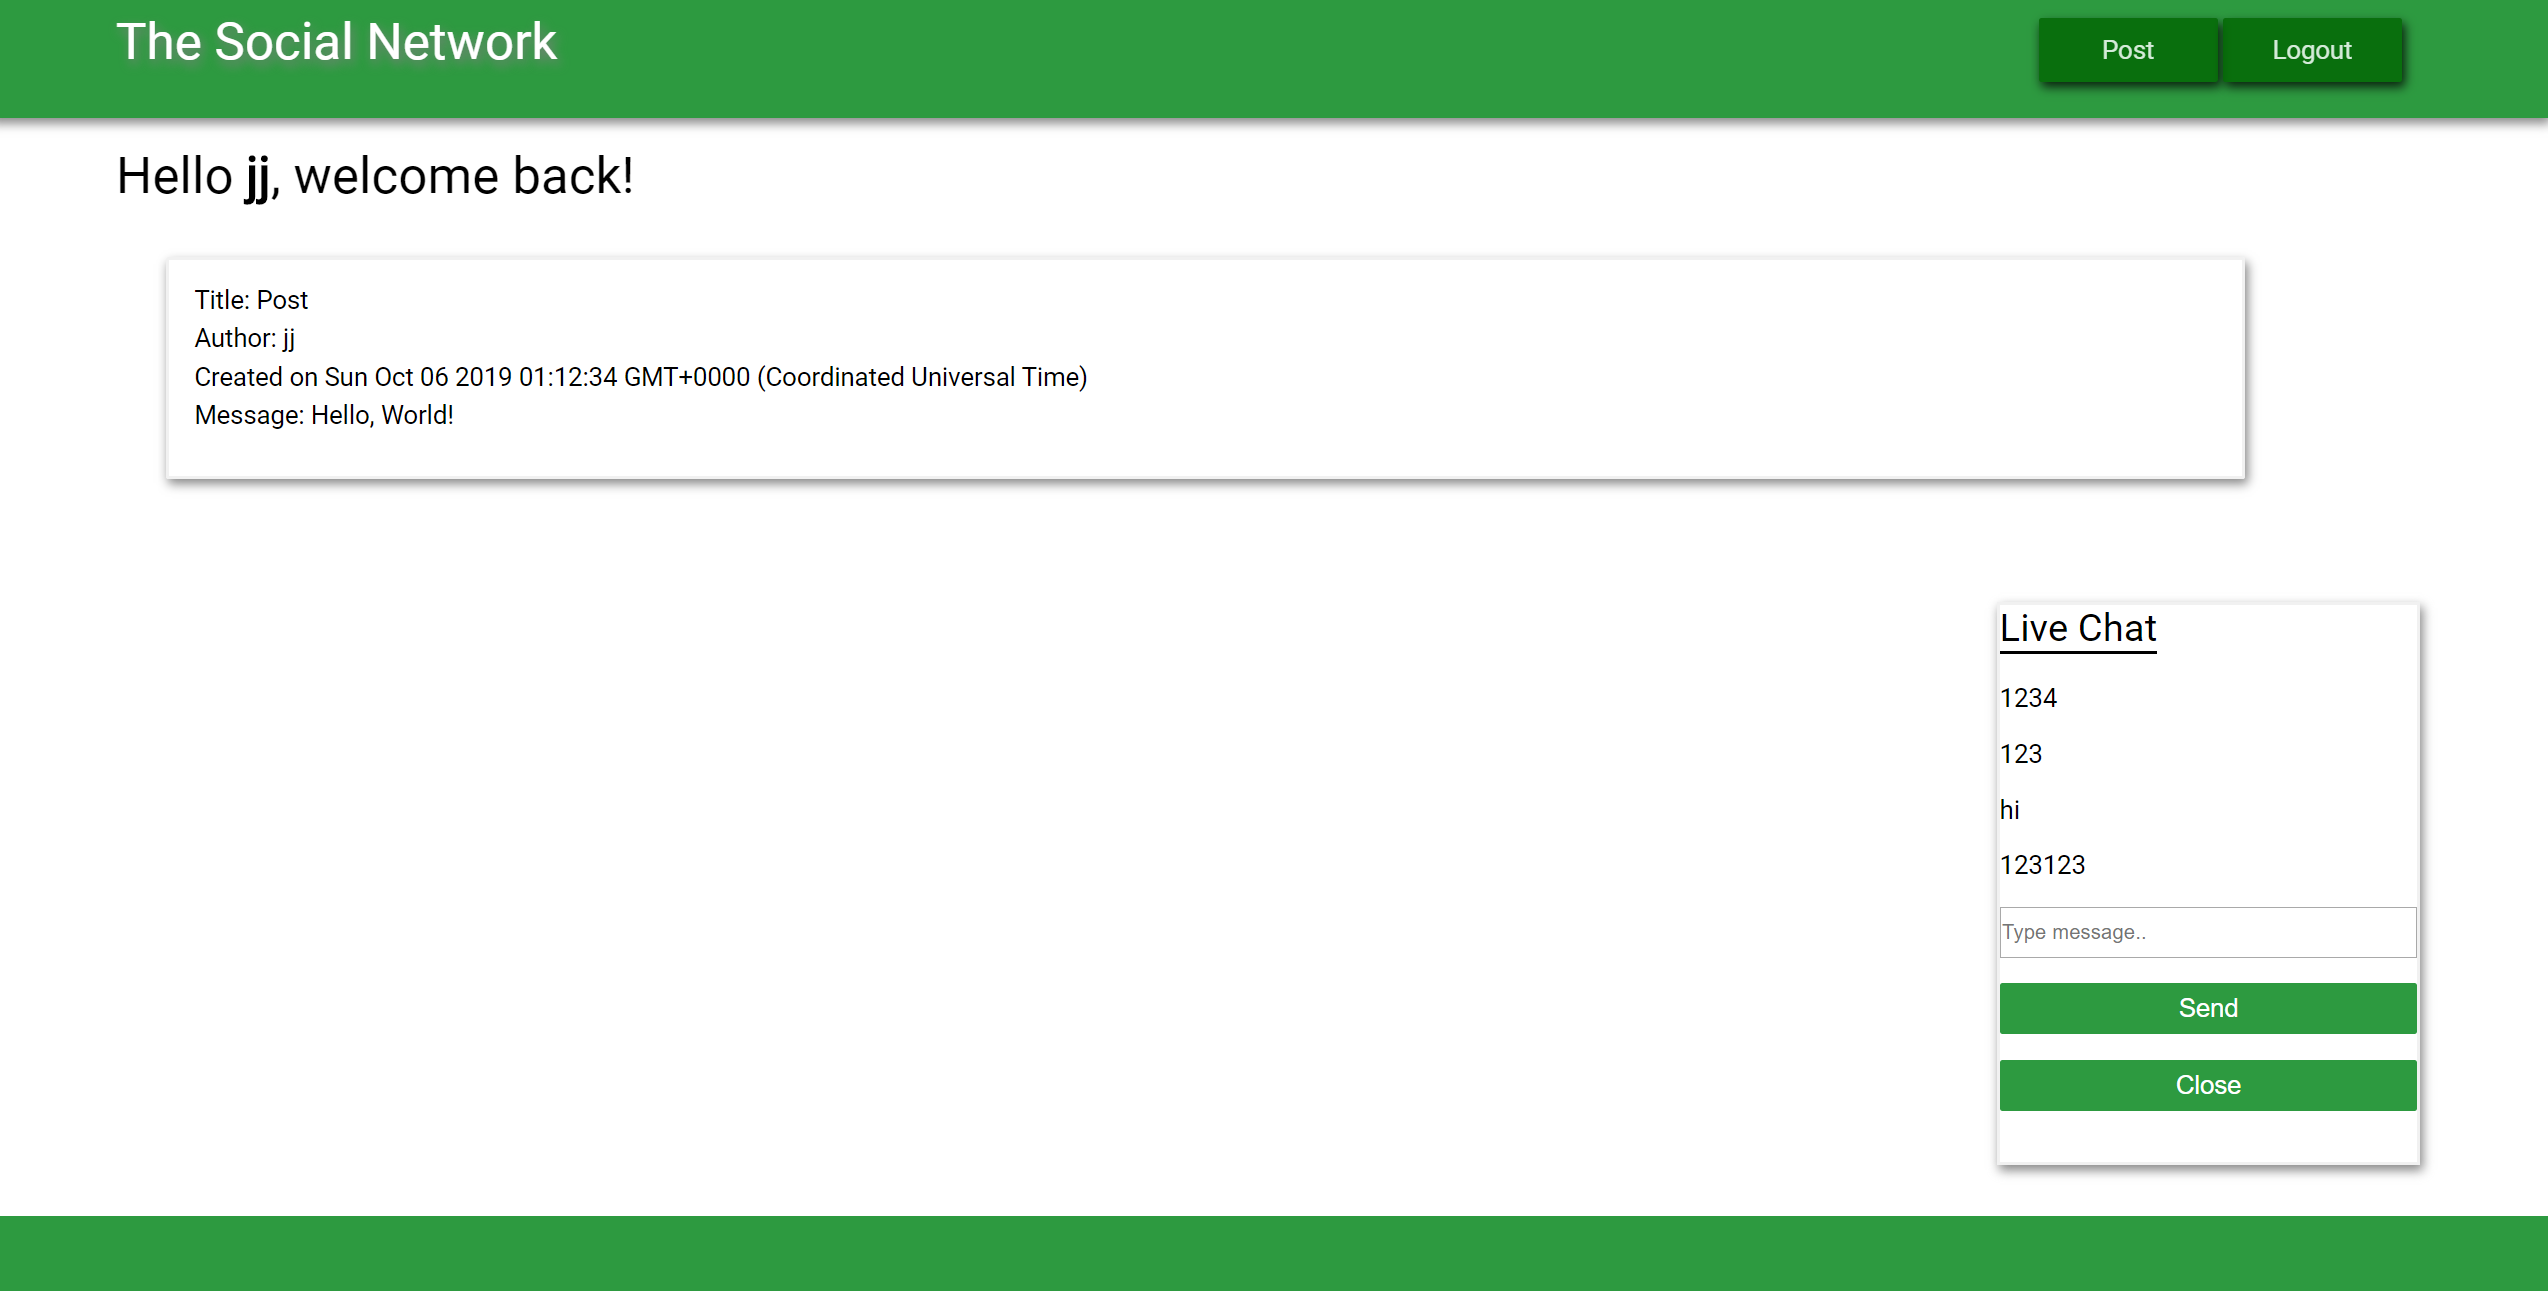 The Social Network
Post
Logout
Hello jj, welcome back!
Title: Post
Author: jj
Created on Sun Oct 06 2019 01:12:34 GMT+0000 (Coordinated Universal Time)
Message: Hello, World!
Live Chat
1234
123
hi
123123
Type message..
Send
Close